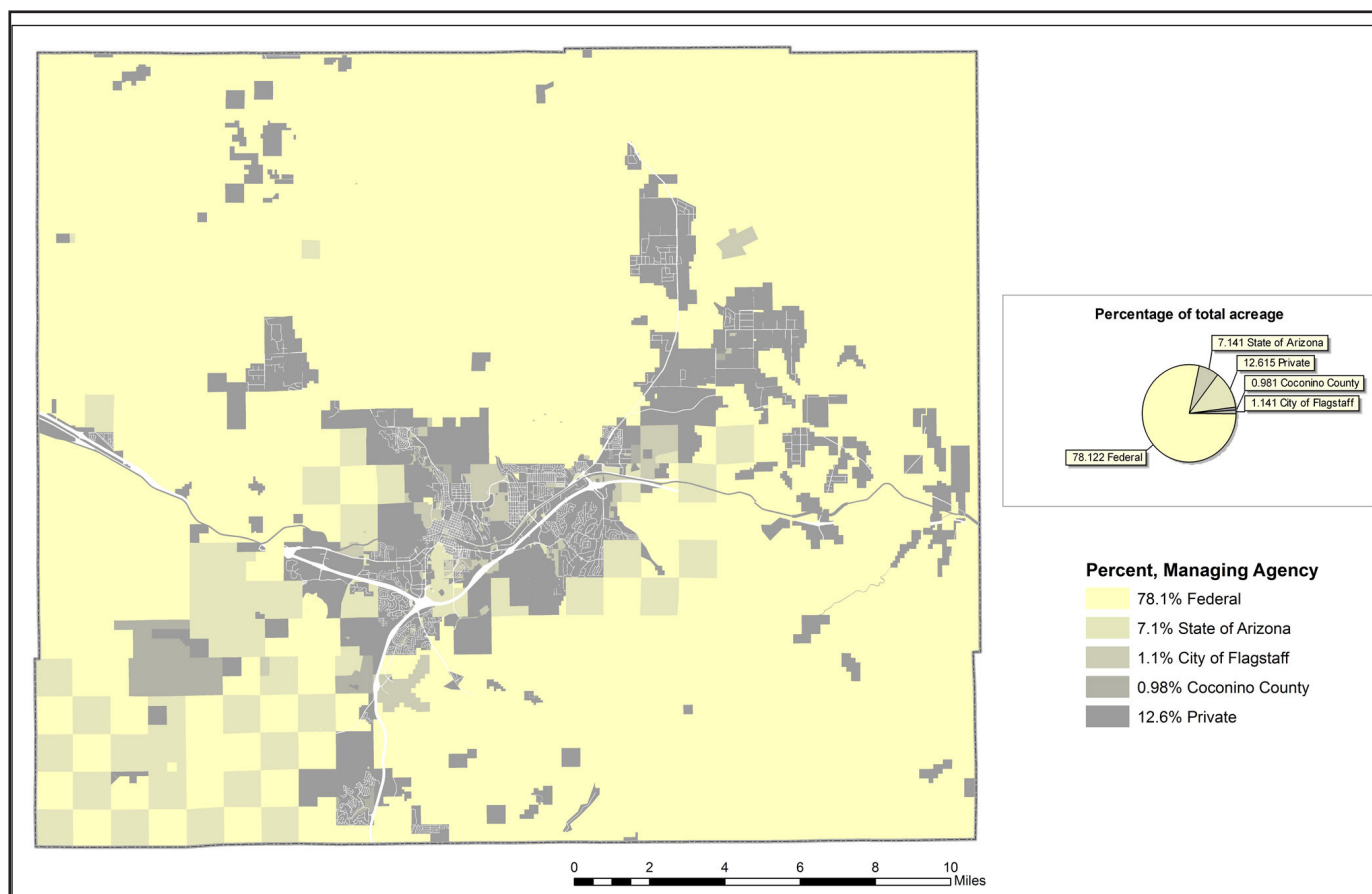 Percentage of total acreage
7.141 State of Arizona
12.615 Private
0.981 Coconino County
1.141 City of Flagstaff
78.122 Federal
Percent, Managing Agency
78.1% Federal
7.1% State of Arizona
1.1% City of Flagstaff
0.98% Coconino County
12.6% Private
0 2 4 6 8 10
Miles